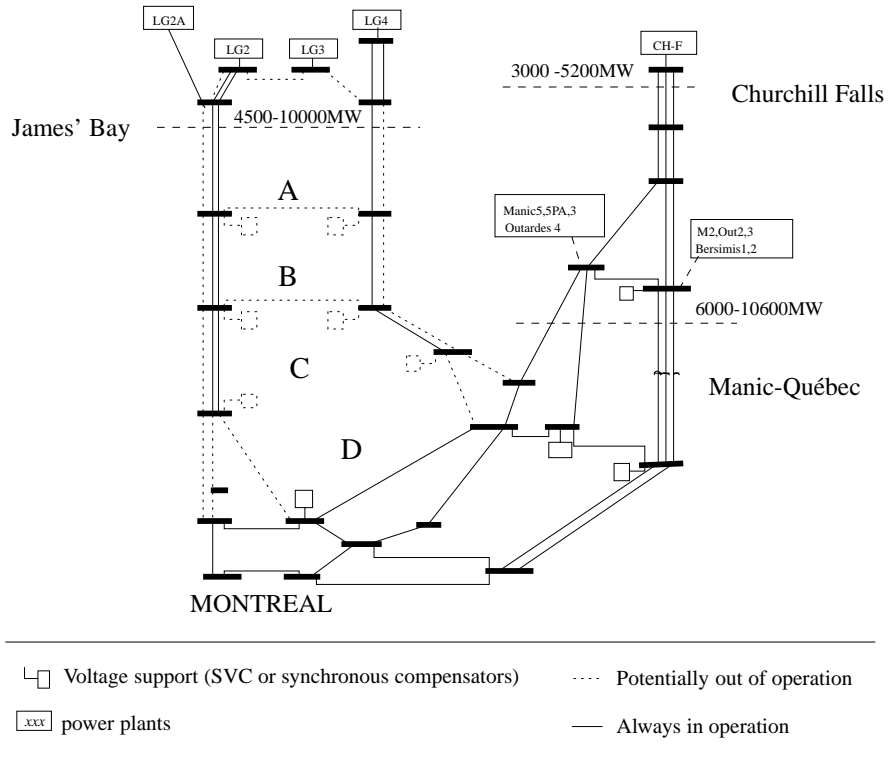 LG2A
LG2
LG3
LG4
CH-F
3000 -5200MW
Churchill Falls
James’ Bay
4500-10000MW
A
Manic5,5PA,3
Outardes 4
M2,Out2,3
Bersimis1,2
B
6000-10600MW
C
Manic-Québec
D
MONTREAL
Voltage support (SVC or synchronous compensators)
Potentially out of operation
xxx
power plants
Always in operation